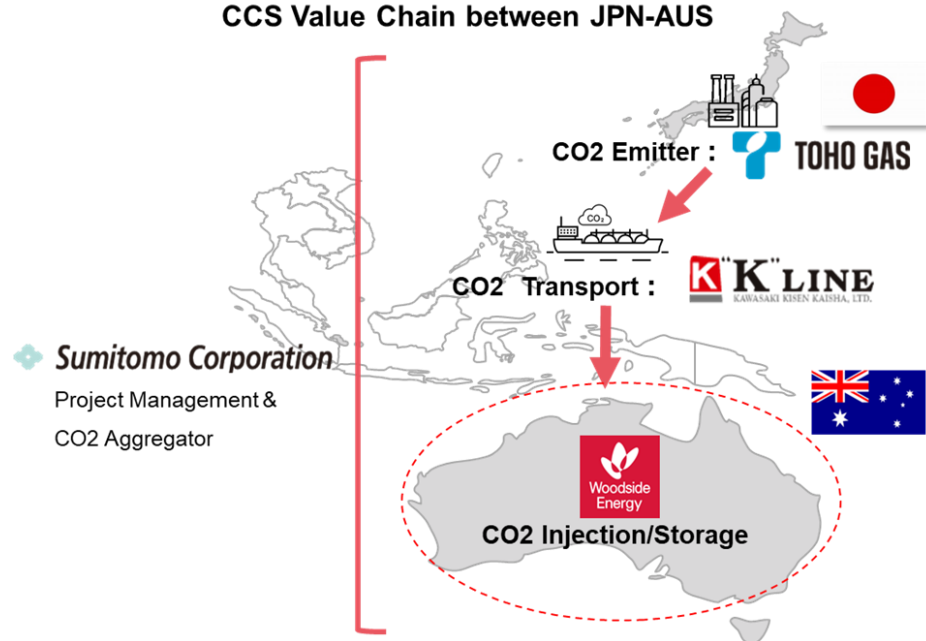 CCS Value Chain between JPN-AUS
CO2 Emitter :
TOHO GAS
CO₂
CO2 Transport :
K "K" LINE
KAWASAKI KISEN KAISHA, LTD.
Sumitomo Corporation
Project Management &
CO2 Aggregator
Woodside
Energy
CO2 Injection/Storage